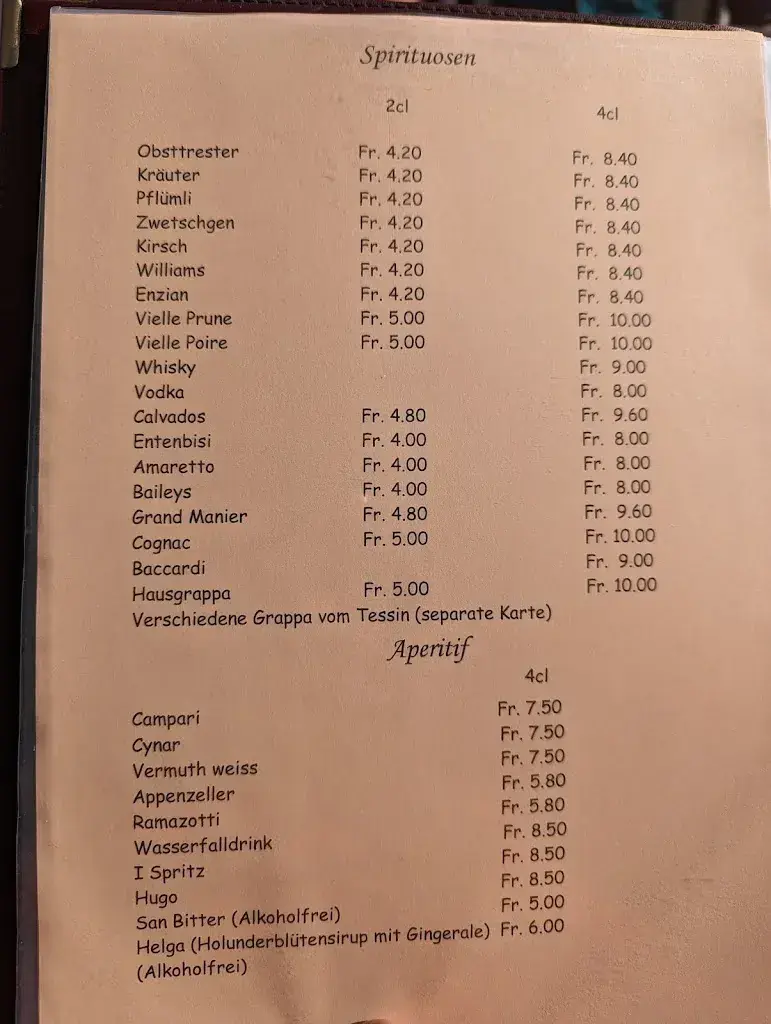 Spirituosen
2cl 4cl
Obsttrester Fr. 4.20 Fr. 8.40
Kräuter Fr. 4.20 Fr. 8.40
Pflümli Fr. 4.20 Fr. 8.40
Zwetschgen Fr. 4.20 Fr. 8.40
Kirsch Fr. 4.20 Fr. 8.40
Williams Fr. 4.20 Fr. 8.40
Enzian Fr. 4.20 Fr. 8.40
Vielle Prune Fr. 5.00 Fr. 10.00
Vielle Poire Fr. 5.00 Fr. 10.00
Whisky Fr. 9.00
Vodka Fr. 8.00
Calvados Fr. 4.80 Fr. 9.60
Entenbisi Fr. 4.00 Fr. 8.00
Amaretto Fr. 4.00 Fr. 8.00
Baileys Fr. 4.00 Fr. 8.00
Grand Manier Fr. 4.80 Fr. 9.60
Cognac Fr. 5.00 Fr. 10.00
Baccardi Fr. 9.00
Hausgrappa Fr. 5.00 Fr. 10.00
Verschiedene Grappa vom Tessin (separate Karte)
Aperitif
4cl
Campari Fr. 7.50
Cynar Fr. 7.50
Vermuth weiss Fr. 7.50
Appenzeller Fr. 5.80
Ramazotti Fr. 5.80
Wasserfalldrink Fr. 8.50
I Spritz Fr. 8.50
Hugo Fr. 8.50
San Bitter (Alkoholfrei) Fr. 5.00
Helga (Holunderblütensirup mit Gingerale) Fr. 6.00
(Alkoholfrei)